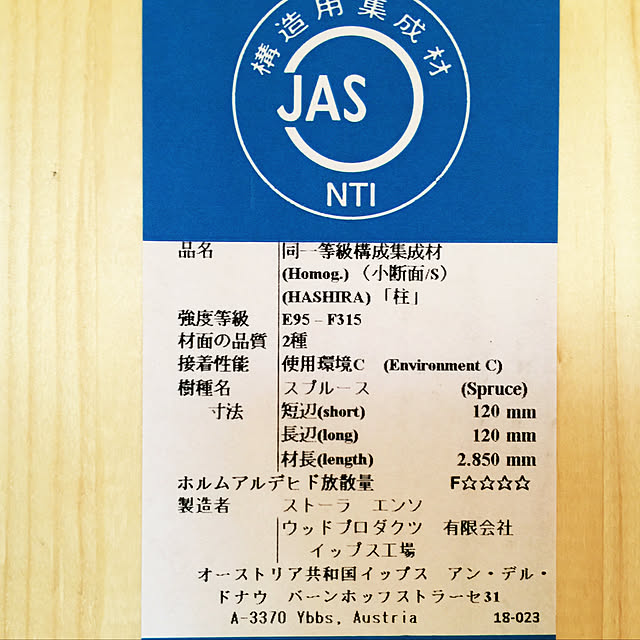 構造用集成材
JAS
NTI
品名 同一等級構成集成材
(Homog.) (小断面/S)
(HASHIRA) 「柱」
強度等級 E95 – F315
材面の品質 2種
接着性能 使用環境C (Environment C)
樹種名 スプルース (Spruce)
寸法 短辺(short) 120 mm
長辺(long) 120 mm
材長(length) 2.850 mm
ホルムアルデヒド放散量 F☆☆☆☆
製造者 ストーラ エンソ
ウッドプロダクツ 有限会社
イップス工場
オーストリア共和国イップス アン・デル・
ドナウ バーンホッフストラーセ31
A-3370 Ybbs, Austria 18-023